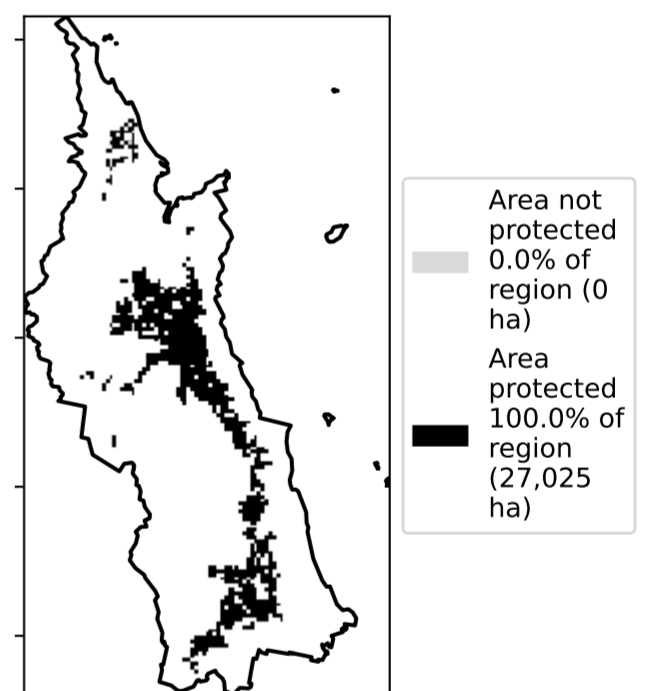 Area not
protected
0.0% of
region (0
ha)
Area
protected
100.0% of
region
(27,025
ha)